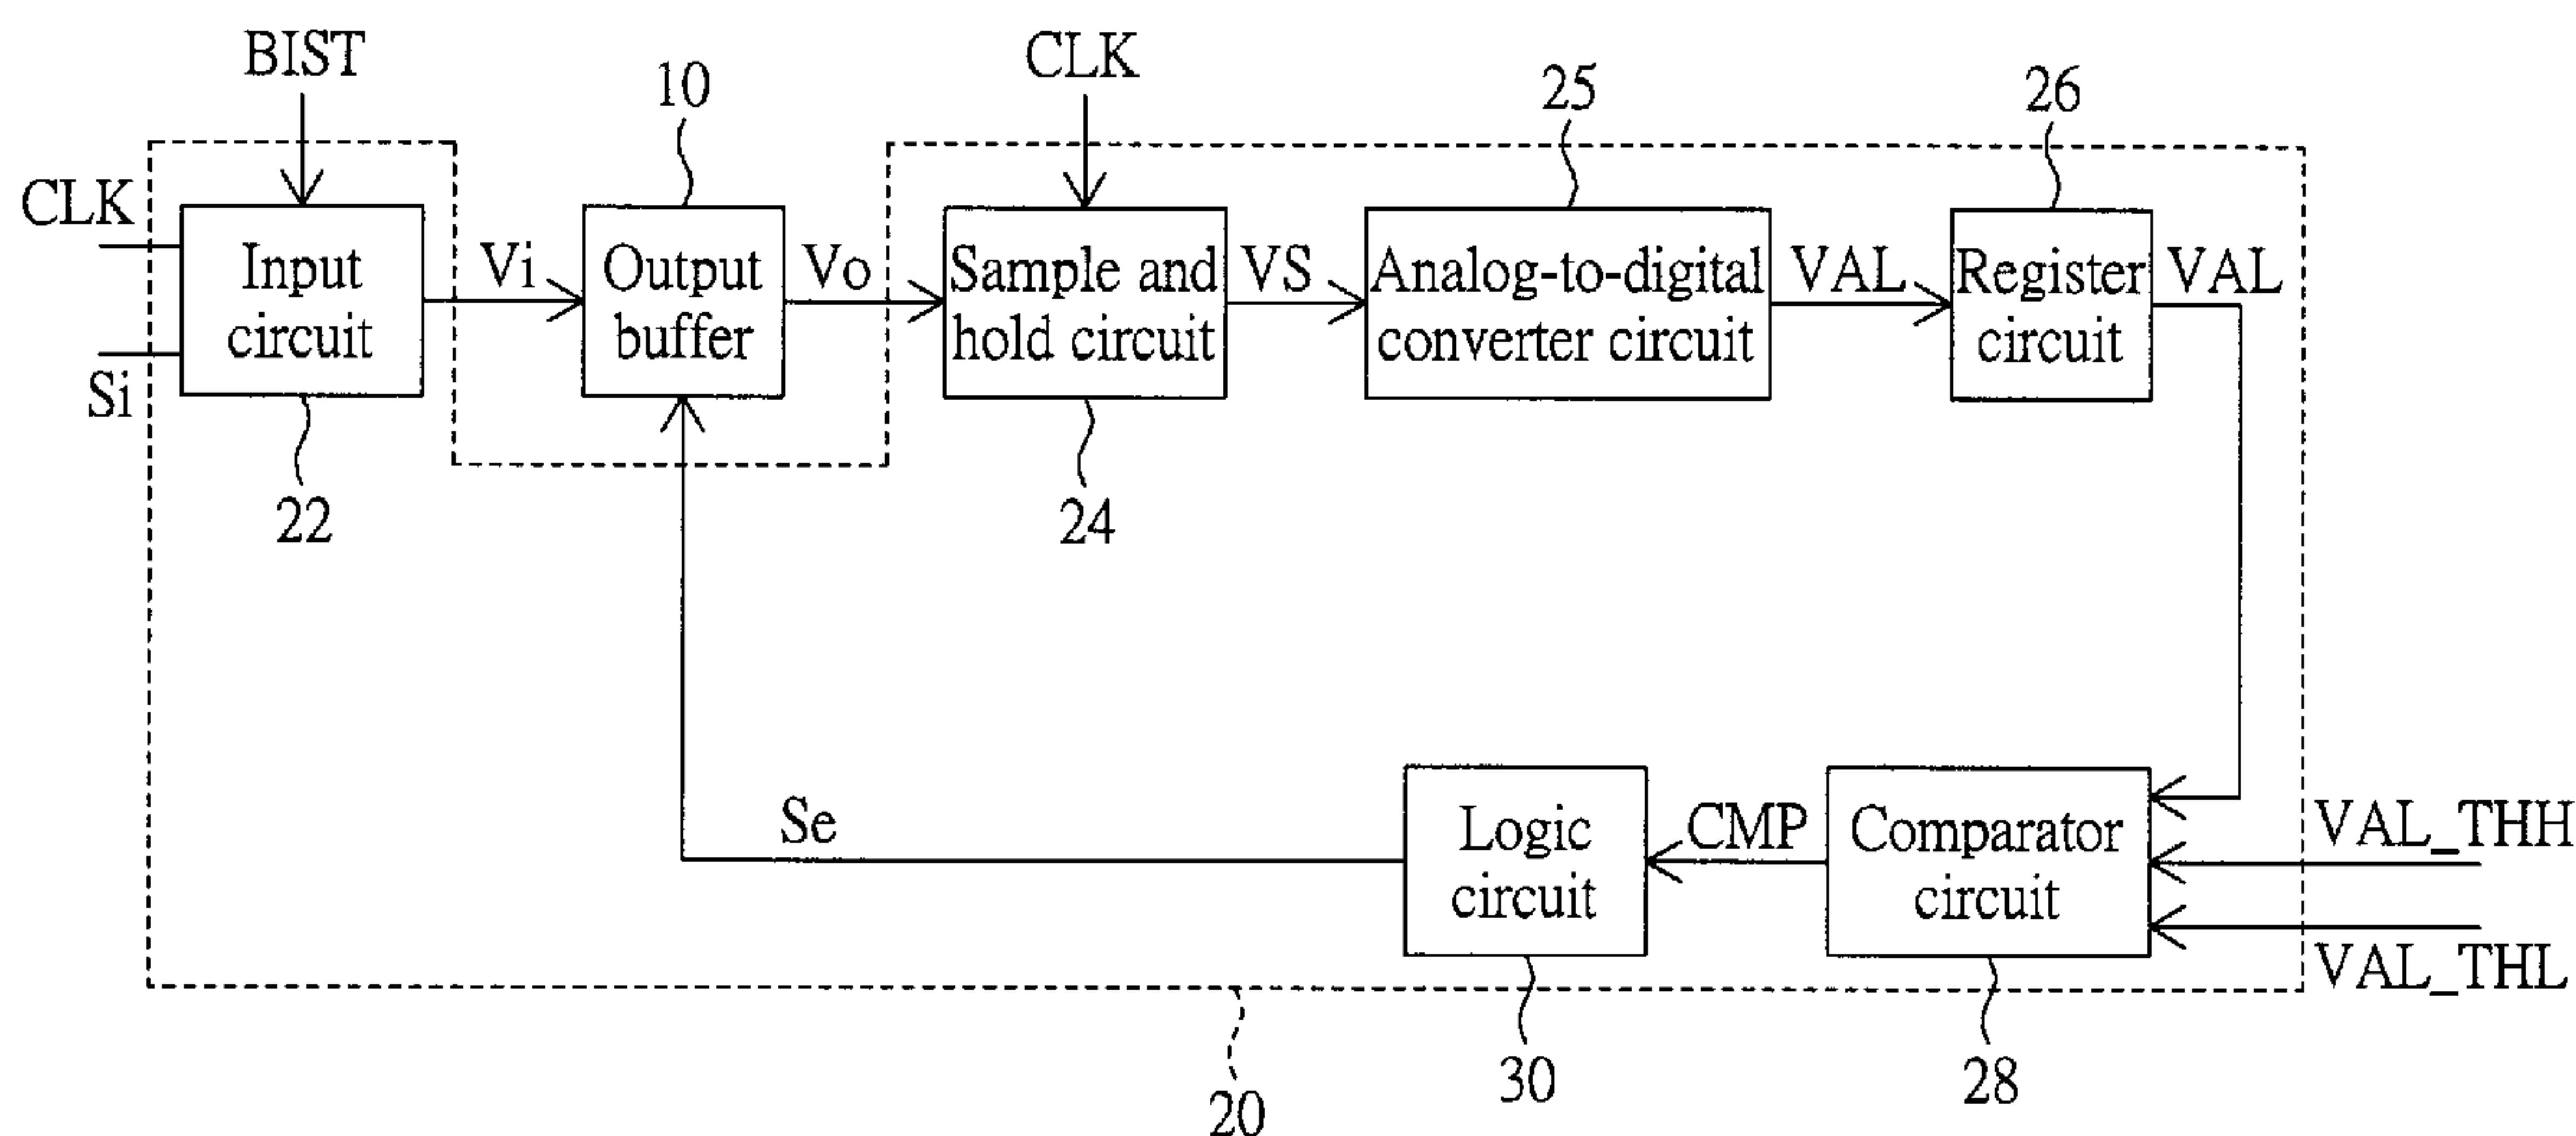 BIST
CLK
10
25
26
CLK
Si
Input
circuit
Vi
Output
buffer
Vo
Sample and
hold circuit
VS
Analog-to-digital
converter circuit
VAL
Register
circuit
VAL
22
24
Se
Logic
circuit
CMP
Comparator
circuit
VAL_THH
VAL_THL
30
28
20